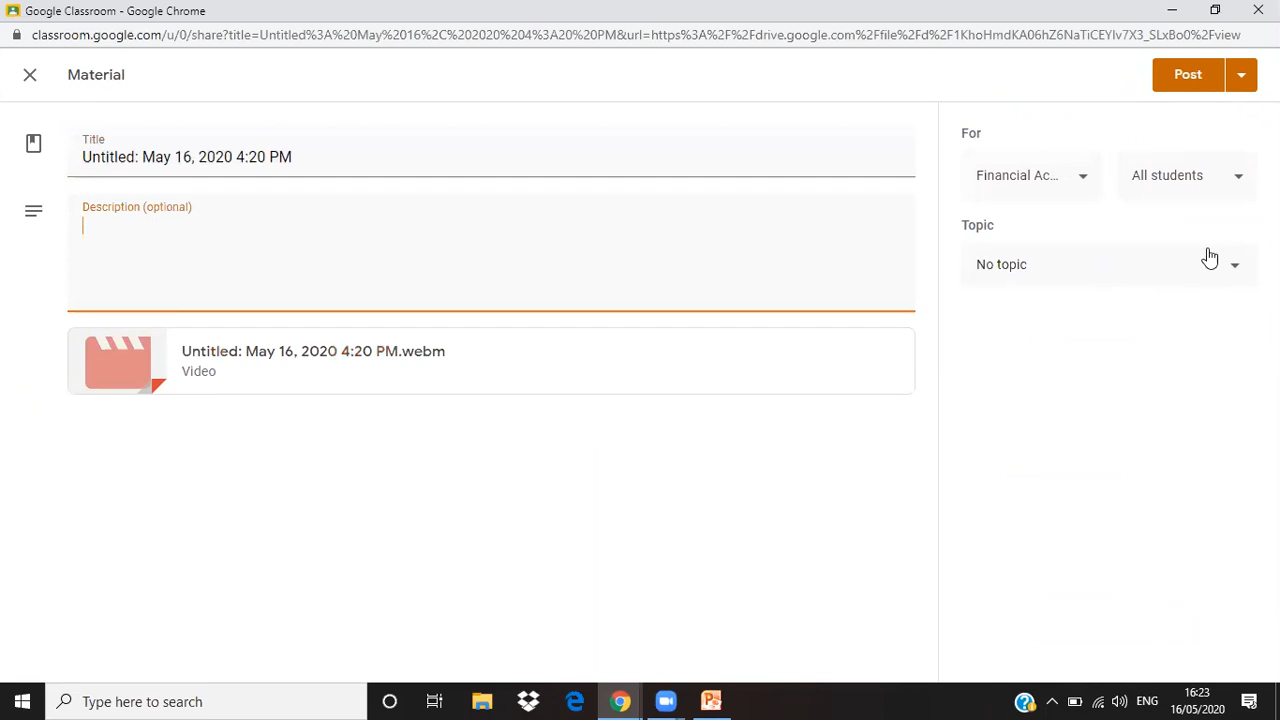 Google Classroom - Google Chrome
classroom.google.com/u/0/share?title=Untitled%3A%20May%2016%2C%202020%204%3A20%20PM&url=https%3A%2F%2Fdrive.google.com%2Ffile%2Fd%2F1KhoHmdKA06hZ6NaTiCEYlv7X3_SLxBo0%2Fview
Material
Post
Title
Untitled: May 16, 2020 4:20 PM
Description (optional)
Untitled: May 16, 2020 4:20 PM.webm
Video
For
Financial Ac...
All students
Topic
No topic
Type here to search
ENG
16:23
16/05/2020